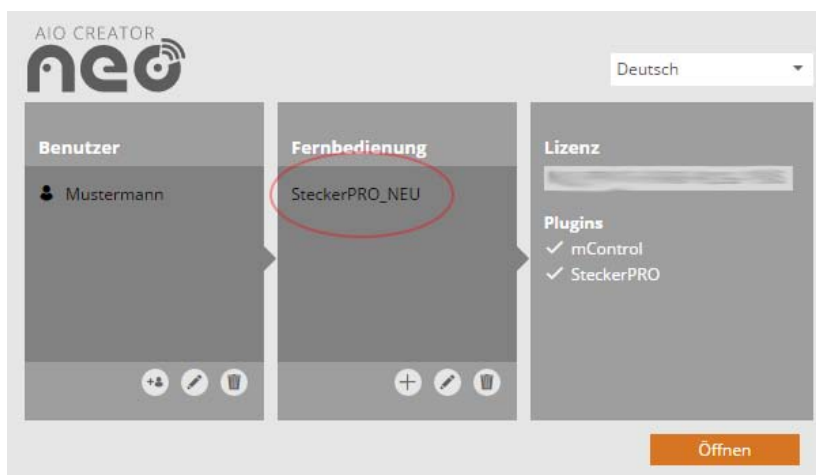 AIO CREATOR
neo
Deutsch
Benutzer
Mustermann
Fernbedienung
SteckerPRO_NEU
Lizenz
Plugins
mControl
SteckerPRO
Öffnen